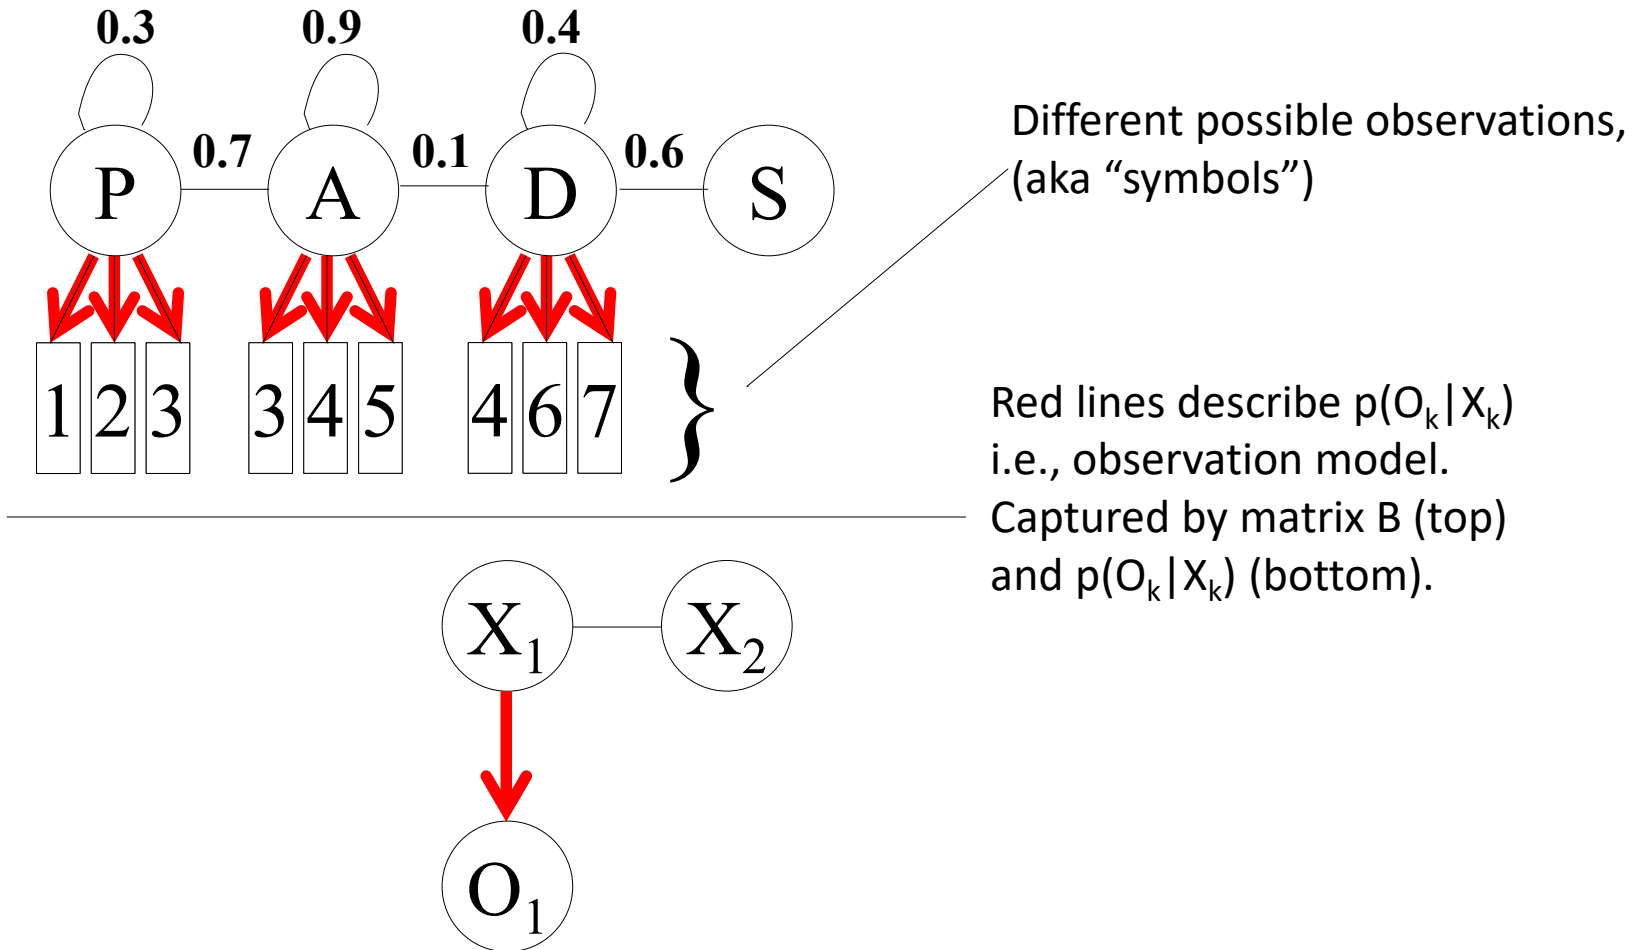 0.3 0.9 0.4
0.7 0.1 0.6
P A D S
Different possible observations,
(aka “symbols”)
1 2 3 3 4 5 4 6 7 }
Red lines describe p(Oₖ|Xₖ)
i.e., observation model.
Captured by matrix B (top)
and p(Oₖ|Xₖ) (bottom).
X₁ X₂
O₁